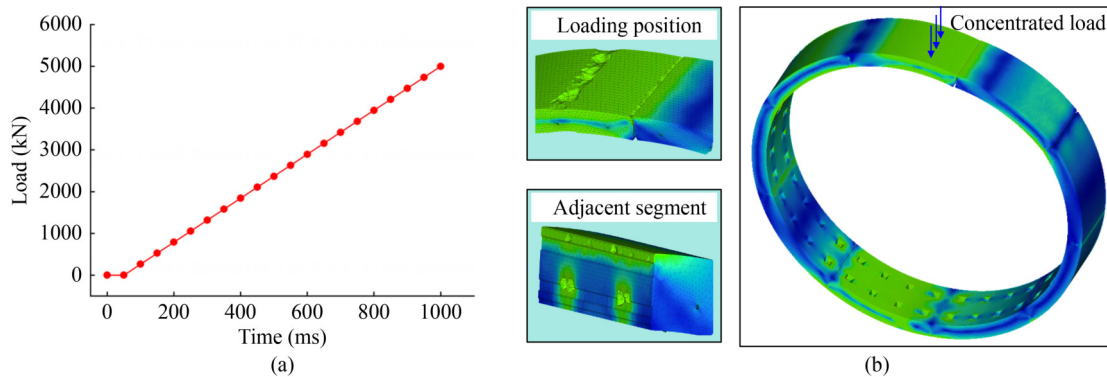 6000
5000
4000
3000
2000
1000
0
Load (kN)
0
200
400
600
800
1000
Time (ms)
(a)
Loading position
Adjacent segment
Concentrated load
(b)